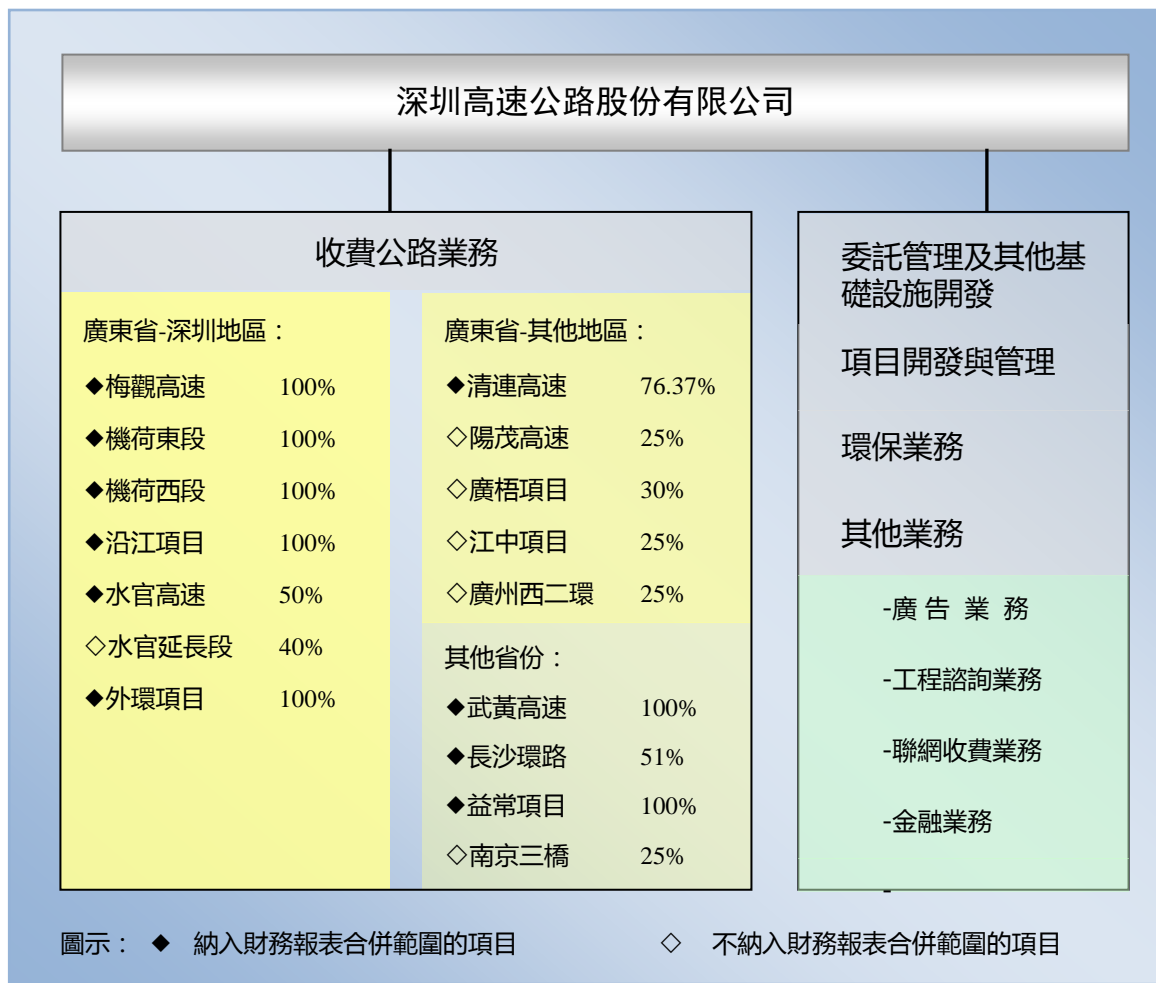 深圳高速公路股份有限公司
收費公路業務
廣東省-深圳地區：
◆梅觀高速 100%
◆機荷東段 100%
◆機荷西段 100%
◆沿江項目 100%
◆水官高速 50%
◇水官延長段 40%
◆外環項目 100%
廣東省-其他地區：
◆清連高速 76.37%
◇陽茂高速 25%
◇廣梧項目 30%
◇江中項目 25%
◇廣州西二環 25%
其他省份：
◆武黃高速 100%
◆長沙環路 51%
◆益常項目 100%
◇南京三橋 25%
委託管理及其他基
礎設施開發
項目開發與管理
環保業務
其他業務
-廣 告 業 務
-工程諮詢業務
-聯網收費業務
-金融業務
-
圖示： ◆ 納入財務報表合併範圍的項目 ◇ 不納入財務報表合併範圍的項目